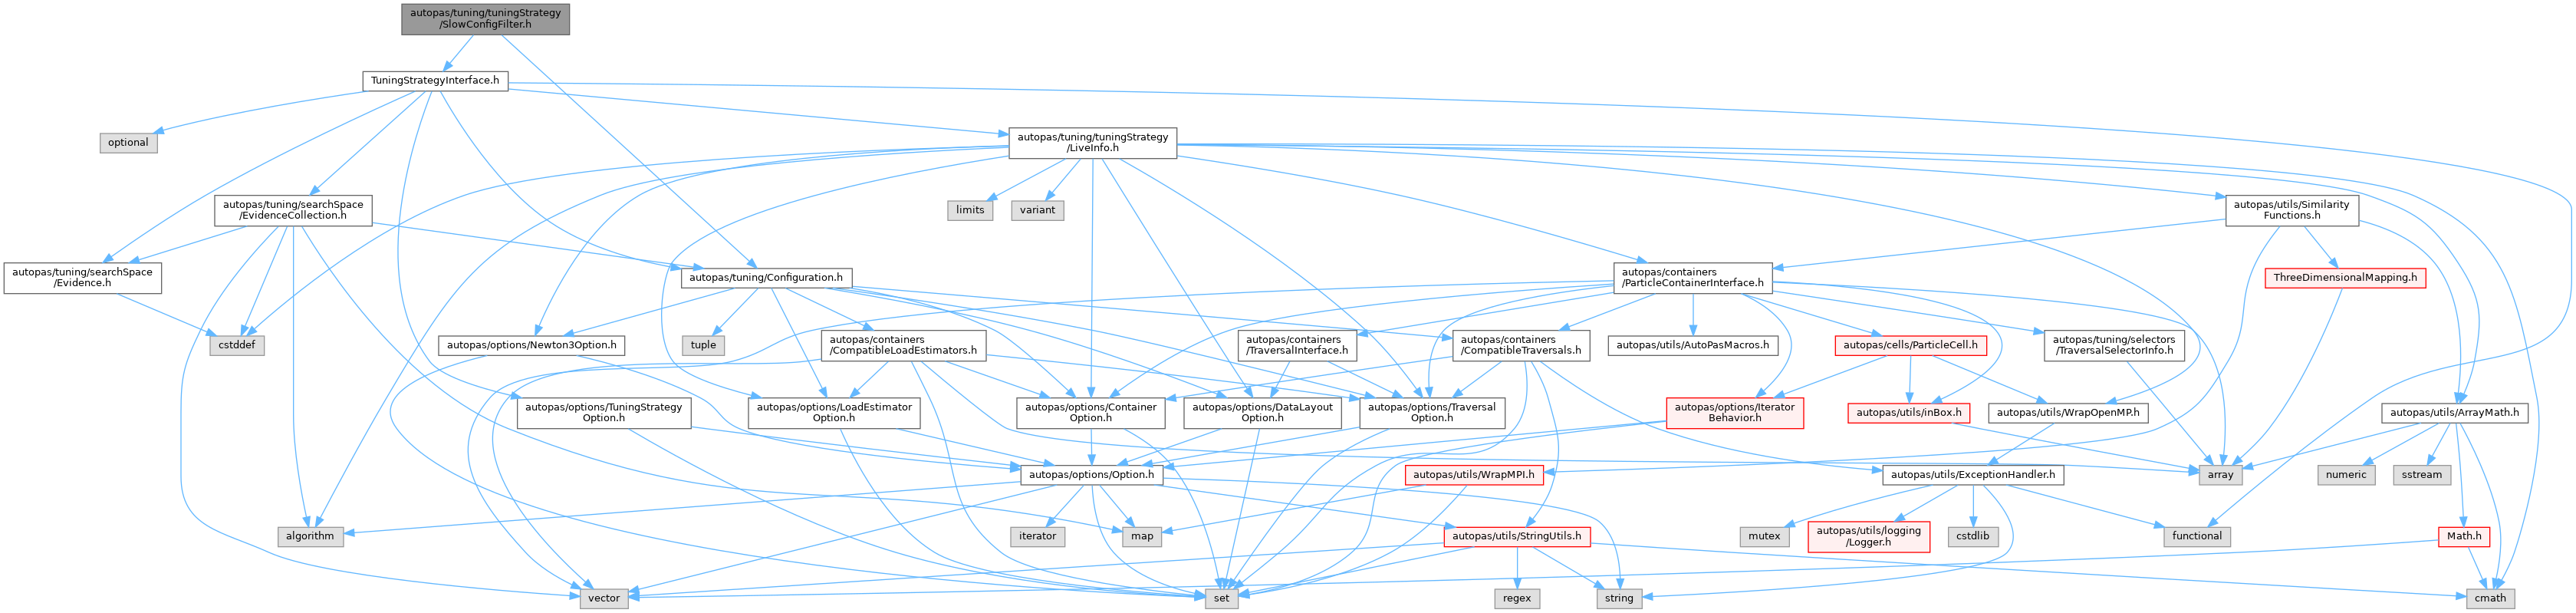 autopas/tuning/tuningStrategy
/SlowConfigFilter.h
TuningStrategyInterface.h
optional
autopas/tuning/tuningStrategy
/LiveInfo.h
autopas/tuning/searchSpace
/EvidenceCollection.h
limits
variant
autopas/utils/Similarity
Functions.h
autopas/tuning/searchSpace
/Evidence.h
autopas/tuning/Configuration.h
autopas/containers
/ParticleContainerInterface.h
ThreeDimensionalMapping.h
cstddef
autopas/options/Newton3Option.h
tuple
autopas/containers
/CompatibleLoadEstimators.h
autopas/containers
/TraversalInterface.h
autopas/containers
/CompatibleTraversals.h
autopas/utils/AutoPasMacros.h
autopas/cells/ParticleCell.h
autopas/tuning/selectors
/TraversalSelectorInfo.h
autopas/options/TuningStrategy
Option.h
autopas/options/LoadEstimator
Option.h
autopas/options/Container
Option.h
autopas/options/DataLayout
Option.h
autopas/options/Traversal
Option.h
autopas/options/Iterator
Behavior.h
autopas/utils/inBox.h
autopas/utils/WrapOpenMP.h
autopas/utils/ArrayMath.h
autopas/options/Option.h
autopas/utils/WrapMPI.h
autopas/utils/ExceptionHandler.h
array
numeric
sstream
algorithm
iterator
map
autopas/utils/StringUtils.h
mutex
autopas/utils/logging
/Logger.h
cstdlib
functional
Math.h
vector
set
regex
string
cmath